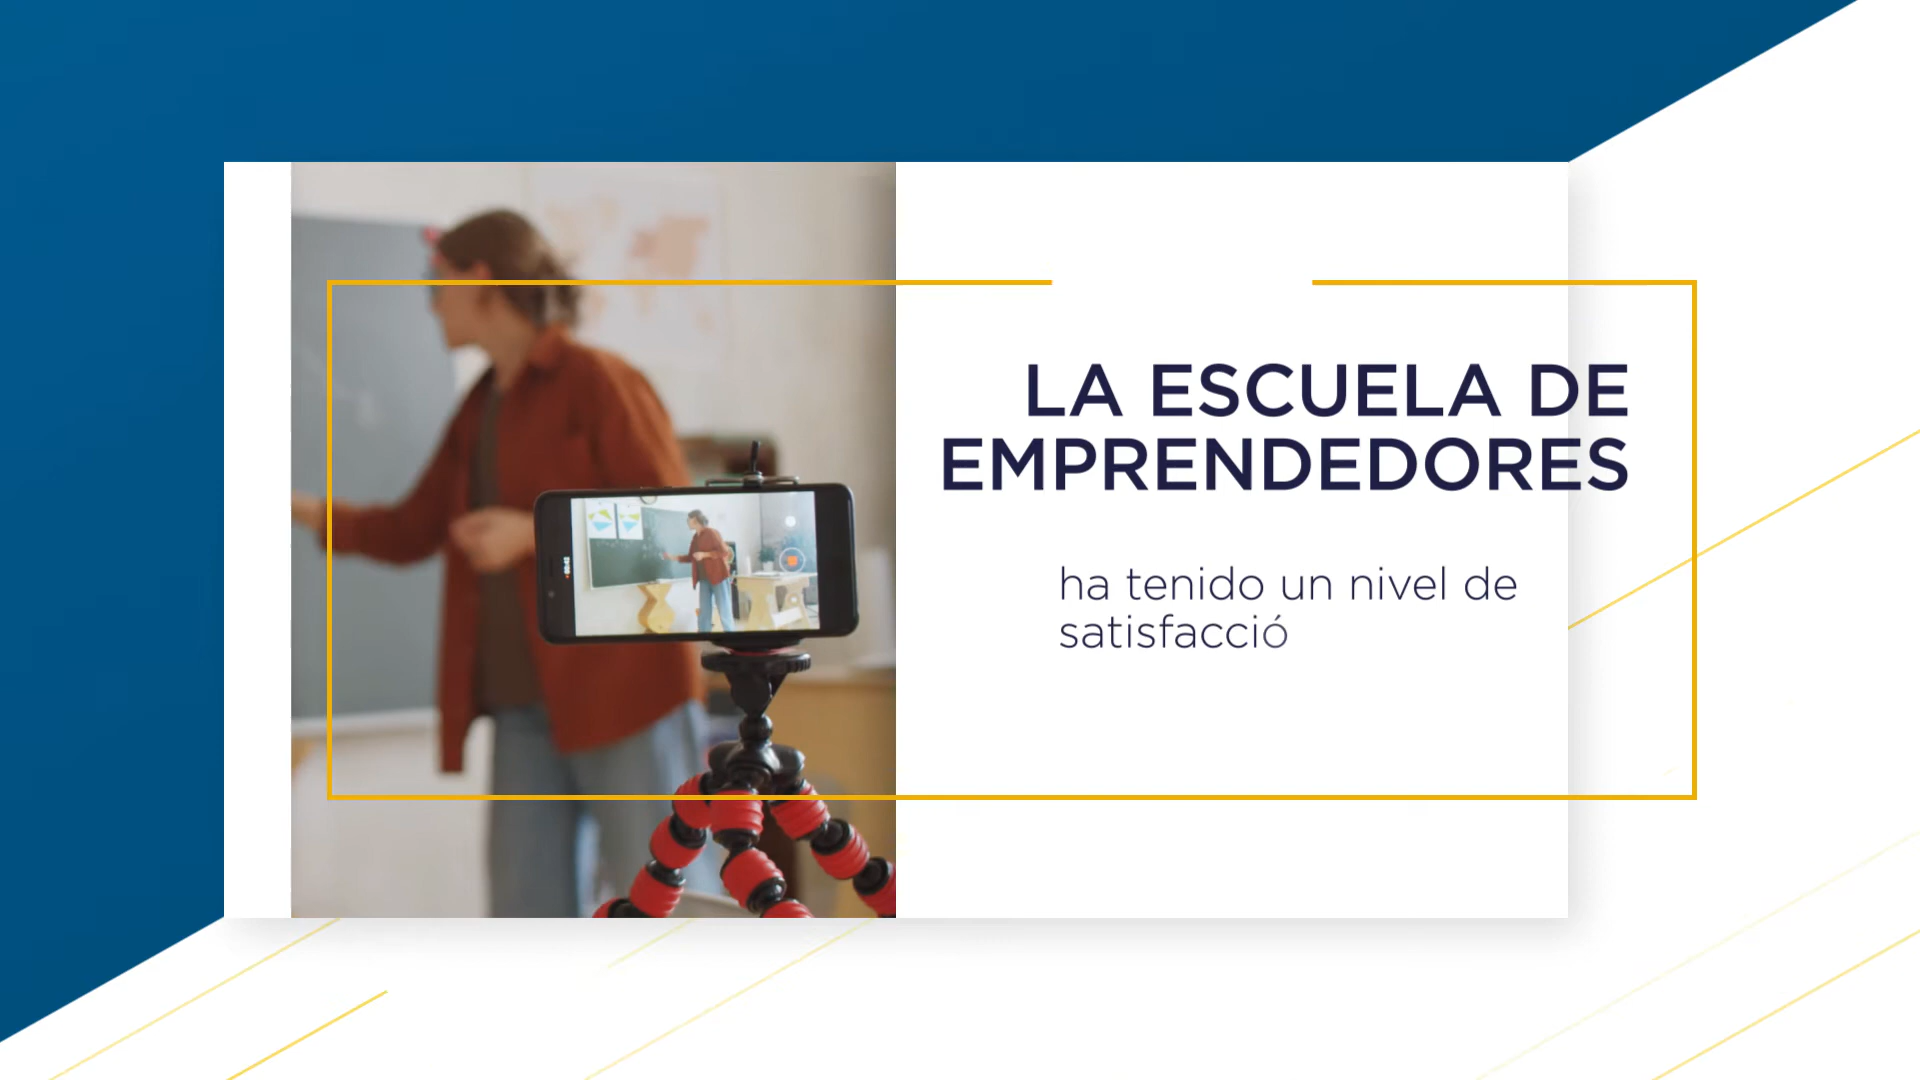 LA ESCUELA DE
EMPRENDEDORES
ha tenido un nivel de
satisfacció